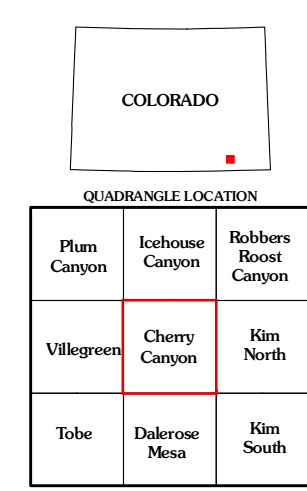 COLORADO
QUADRANGLE LOCATION
Plum
Canyon
Icehouse
Canyon
Robbers
Roost
Canyon
Villegreen
Cherry
Canyon
Kim
North
Tobe
Dalerose
Mesa
Kim
South